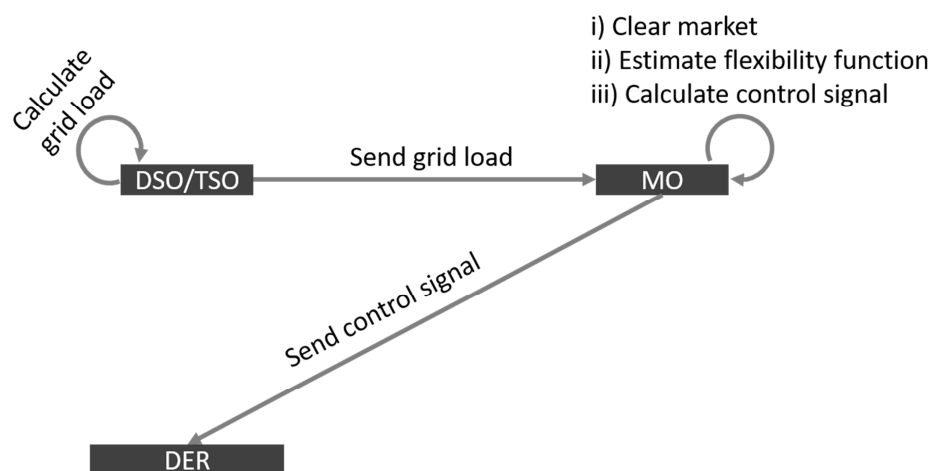 i) Clear market
ii) Estimate flexibility function
iii) Calculate control signal
Calculate
grid load
Send grid load
DSO/TSO
MO
Send control signal
DER